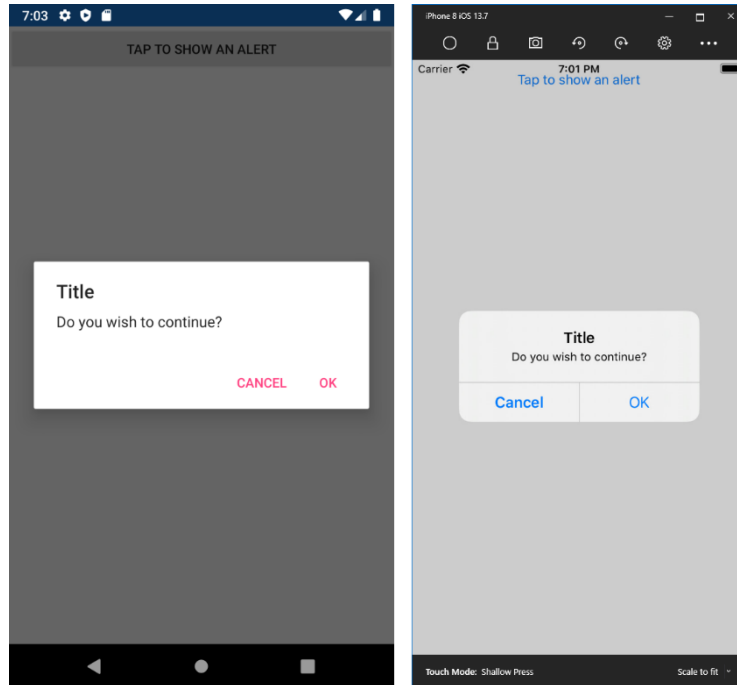 7:03
TAP TO SHOW AN ALERT
Title
Do you wish to continue?
CANCEL OK
iPhone 8 iOS 13.7
Carrier 7:01 PM
Tap to show an alert
Title
Do you wish to continue?
Cancel OK
Touch Mode: Shallow Press Scale to fit